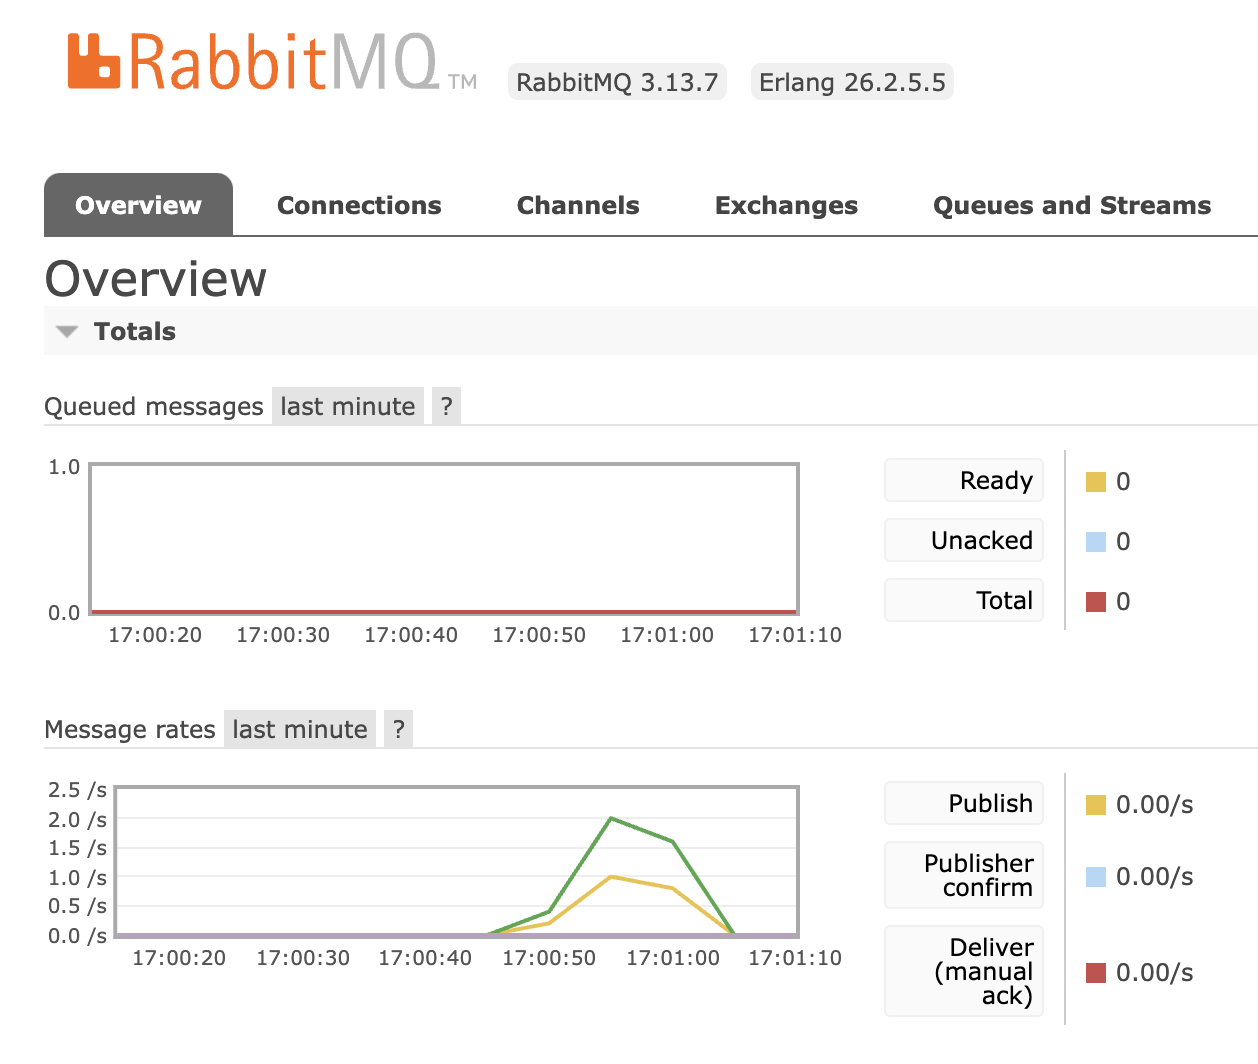 RabbitMQ TM RabbitMQ 3.13.7 Erlang 26.2.5.5
Overview Connections Channels Exchanges Queues and Streams
Overview
Totals
Queued messages last minute ?
1.0
0.0
17:00:20 17:00:30 17:00:40 17:00:50 17:01:00 17:01:10
Ready 0
Unacked 0
Total 0
Message rates last minute ?
2.5 /s
2.0 /s
1.5 /s
1.0 /s
0.5 /s
0.0 /s
17:00:20 17:00:30 17:00:40 17:00:50 17:01:00 17:01:10
Publish 0.00/s
Publisher
confirm 0.00/s
Deliver
(manual 0.00/s
ack)